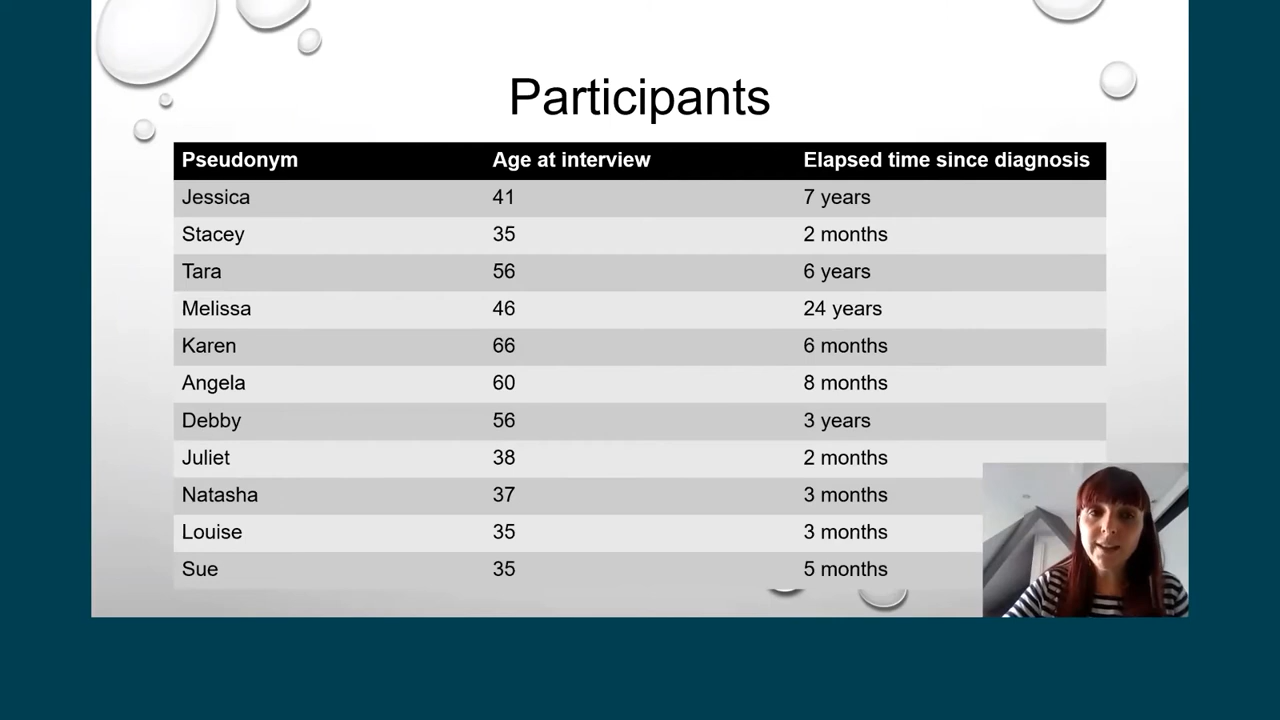 Participants
Pseudonym Age at interview Elapsed time since diagnosis
Jessica 41 7 years
Stacey 35 2 months
Tara 56 6 years
Melissa 46 24 years
Karen 66 6 months
Angela 60 8 months
Debby 56 3 years
Juliet 38 2 months
Natasha 37 3 months
Louise 35 3 months
Sue 35 5 months